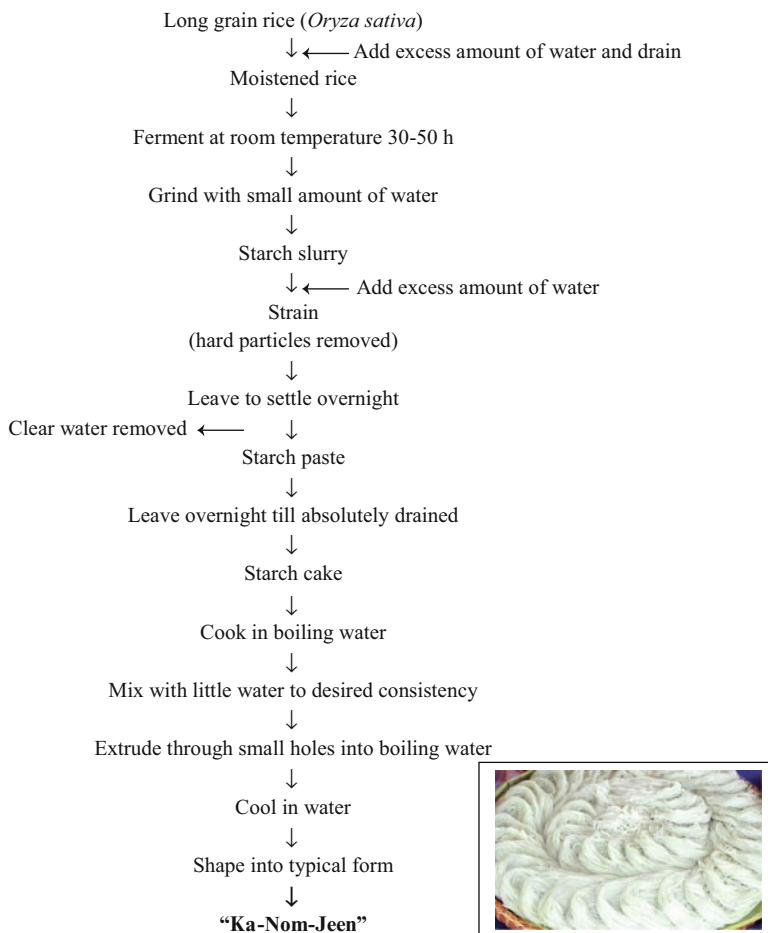 Long grain rice (Oryza sativa)
↓ ← Add excess amount of water and drain
Moistened rice
↓
Ferment at room temperature 30-50 h
↓
Grind with small amount of water
↓
Starch slurry
↓ ← Add excess amount of water
Strain
(hard particles removed)
↓
Leave to settle overnight
Clear water removed ← ↓
Starch paste
↓
Leave overnight till absolutely drained
↓
Starch cake
↓
Cook in boiling water
↓
Mix with little water to desired consistency
↓
Extrude through small holes into boiling water
↓
Cool in water
↓
Shape into typical form
↓
“Ka-Nom-Jeen”